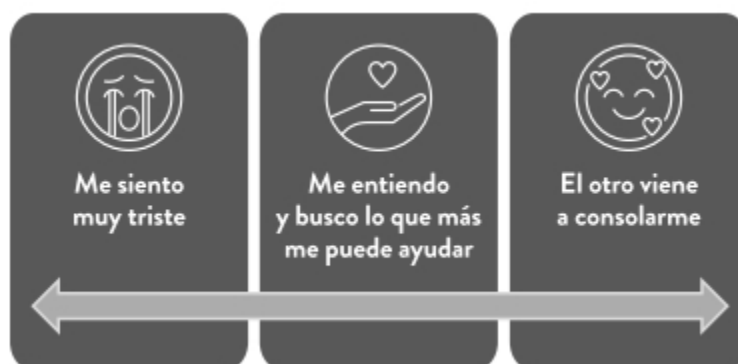 Me siento
muy triste
Me entiendo
y busco lo que más
me puede ayudar
El otro viene
a consolarme